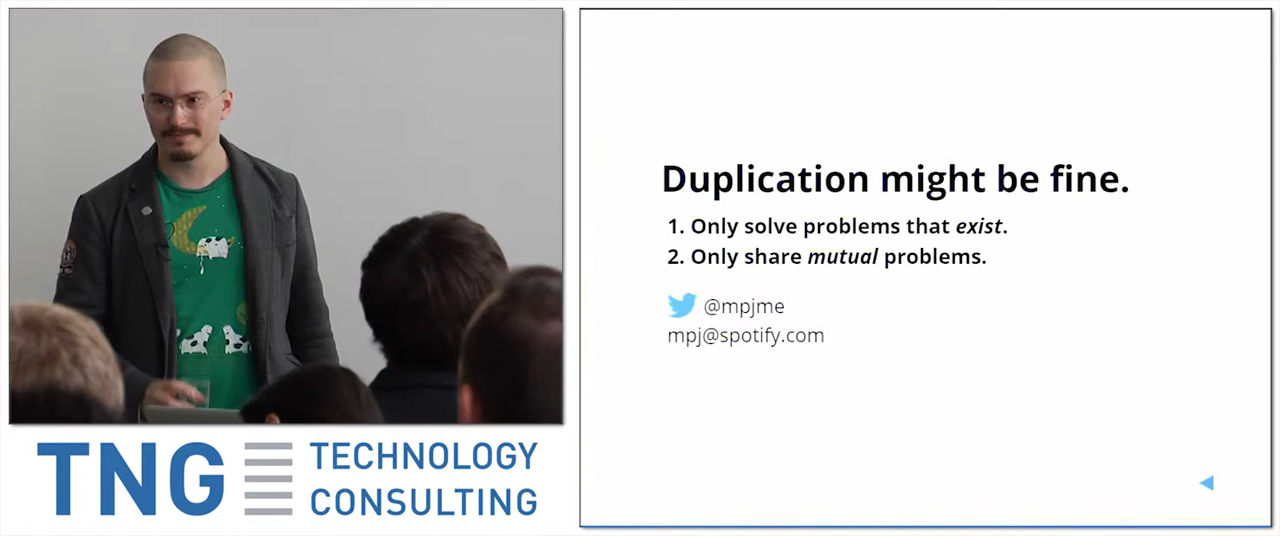 TNG TECHNOLOGY
CONSULTING
Duplication might be fine.
1. Only solve problems that exist.
2. Only share mutual problems.
@mpjme
mpj@spotify.com